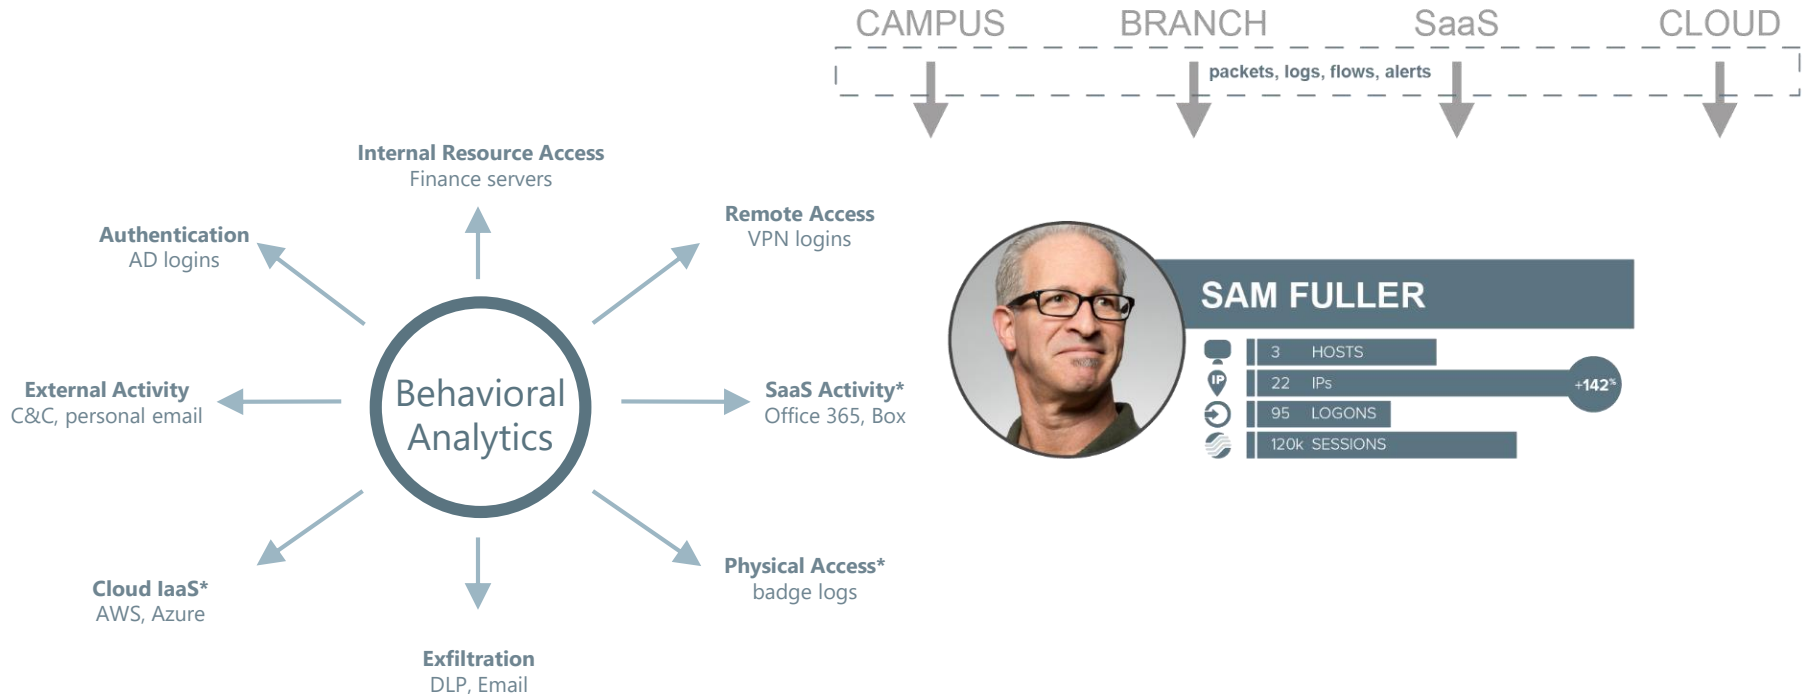 CAMPUS
BRANCH
SaaS
CLOUD
packets, logs, flows, alerts
Internal Resource Access
Finance servers
Remote Access
VPN logins
Authentication
AD logins
External Activity
C&C, personal email
Behavioral
Analytics
SaaS Activity*
Office 365, Box
Cloud IaaS*
AWS, Azure
Physical Access*
badge logs
Exfiltration
DLP, Email
SAM FULLER
3 HOSTS
IP 22 IPs +142%
95 LOGONS
120k SESSIONS